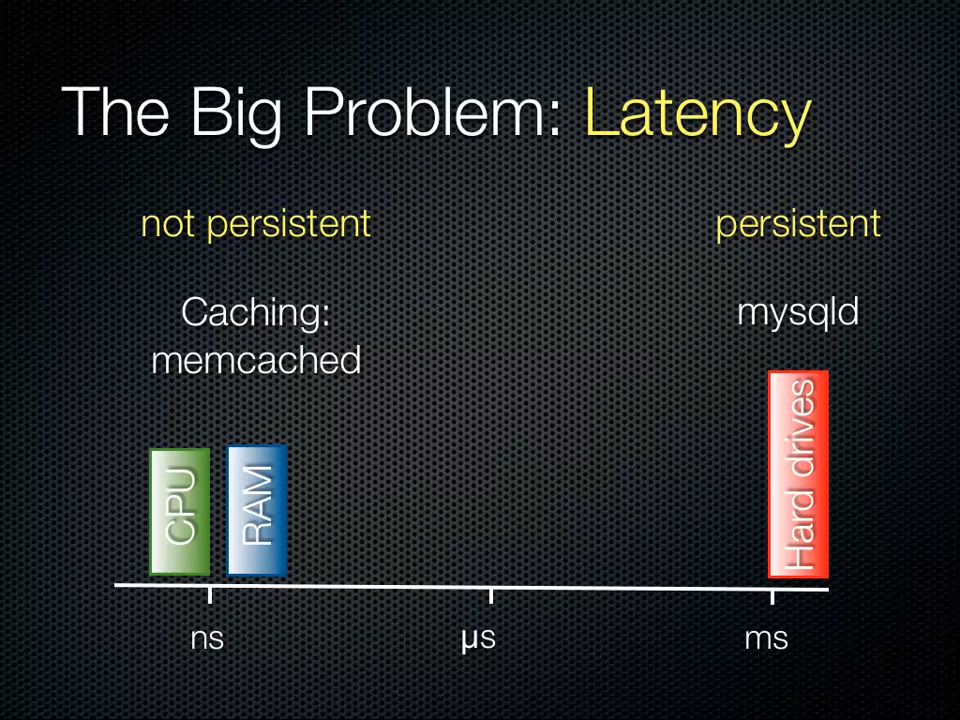 The Big Problem: Latency
not persistent
persistent
Caching:
memcached
mysqld
CPU
RAM
Hard drives
ns
µs
ms